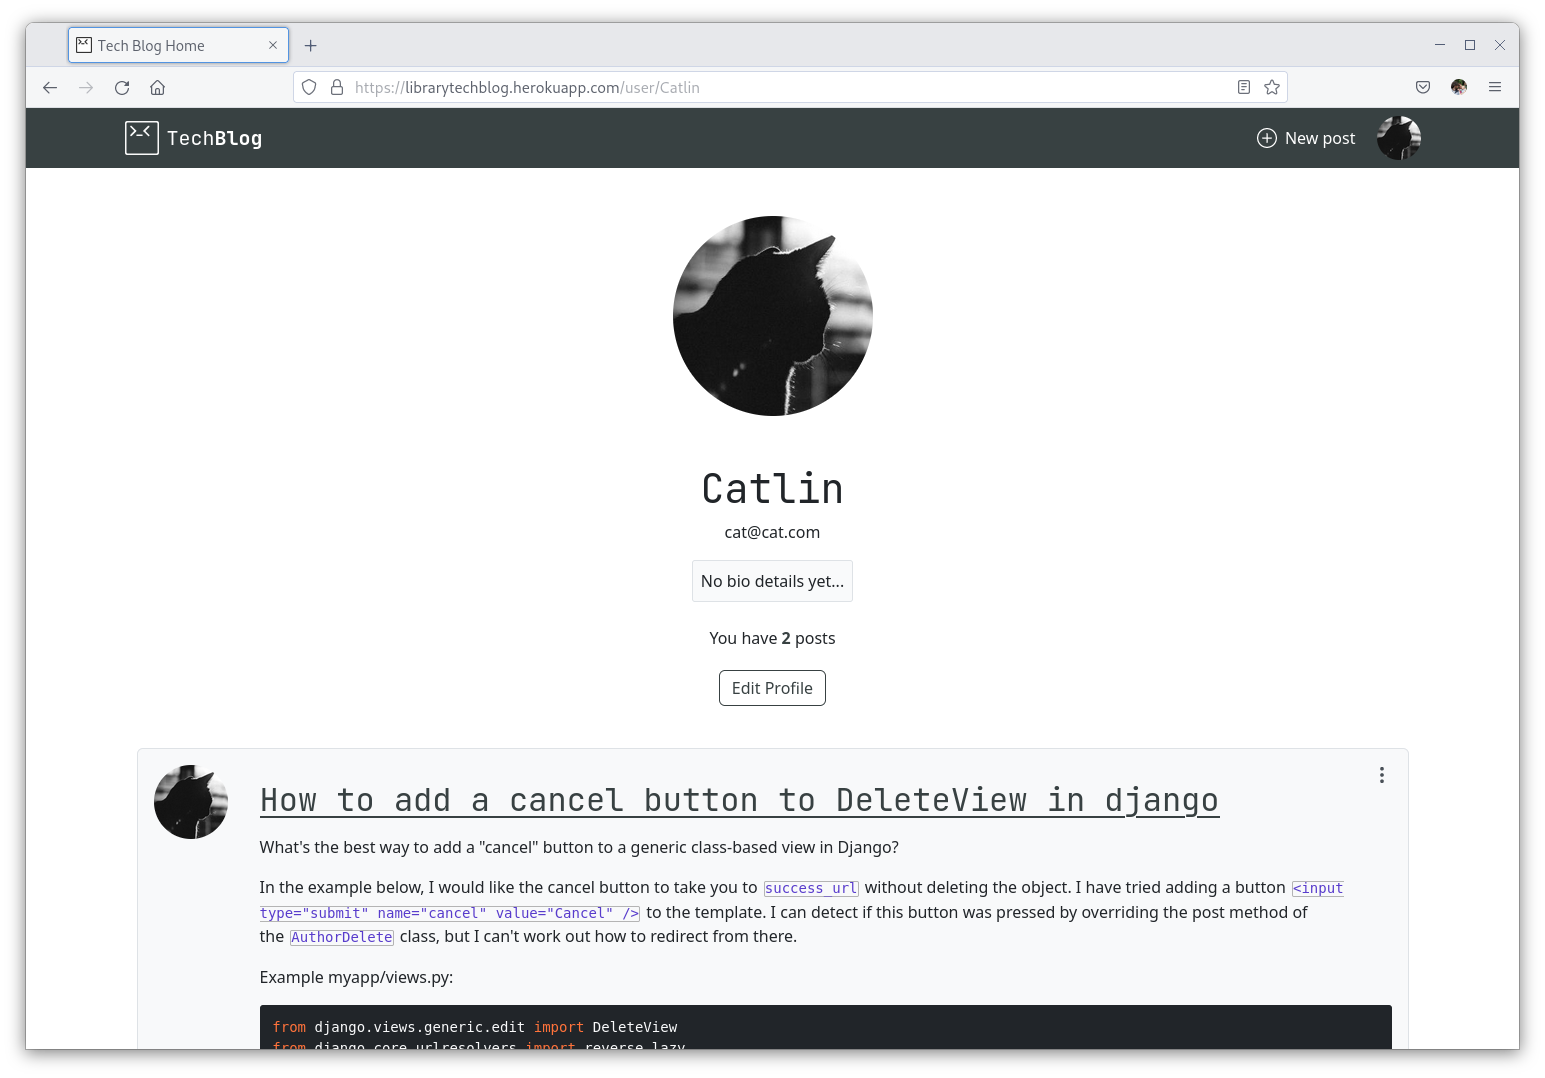 Tech Blog Home
https://librarytechblog.herokuapp.com/user/Catlin
TechBlog
New post
Catlin
cat@cat.com
No bio details yet...
You have 2 posts
Edit Profile
How to add a cancel button to DeleteView in django
What's the best way to add a "cancel" button to a generic class-based view in Django?
In the example below, I would like the cancel button to take you to success_url without deleting the object. I have tried adding a button <input
type="submit" name="cancel" value="Cancel" /> to the template. I can detect if this button was pressed by overriding the post method of
the AuthorDelete class, but I can't work out how to redirect from there.
Example myapp/views.py:
from django.views.generic.edit import DeleteView
from django.core.urlresolvers import reverse_lazy